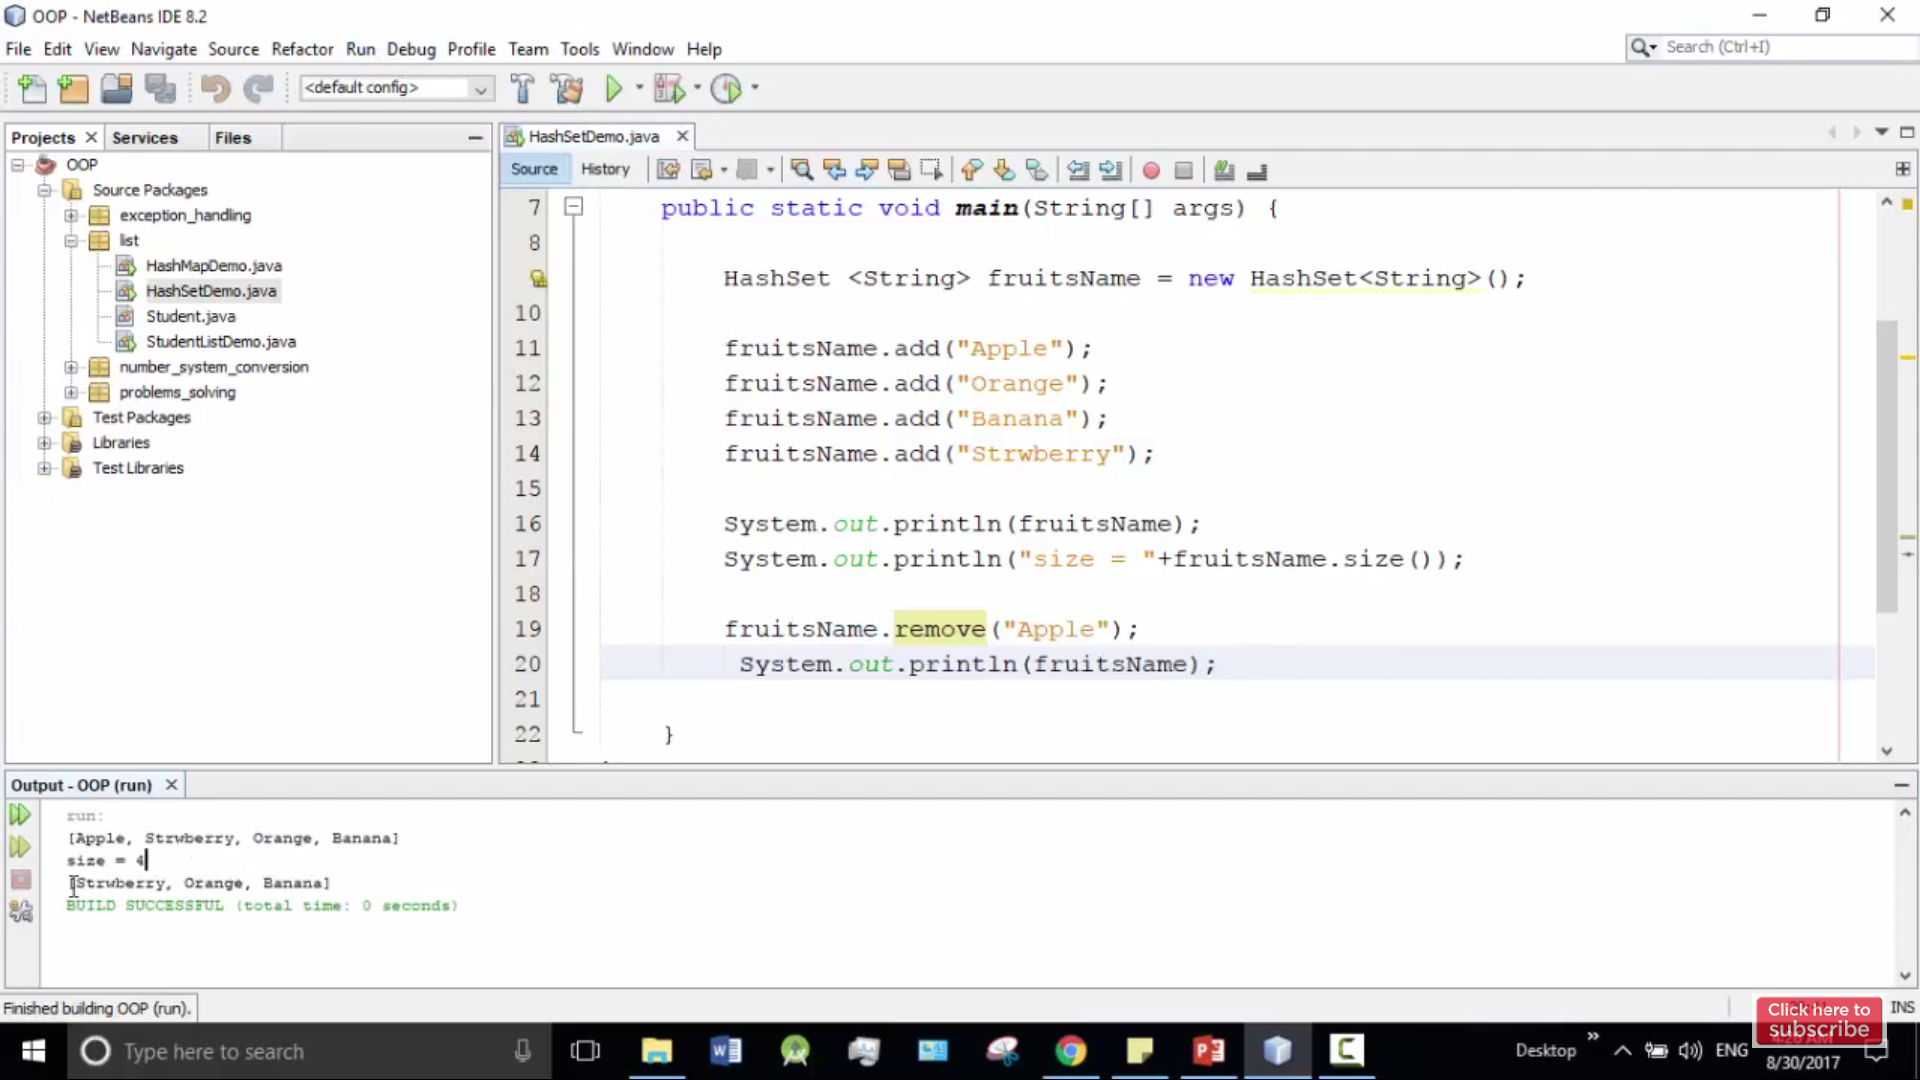 OOP - NetBeans IDE 8.2
File Edit View Navigate Source Refactor Run Debug Profile Team Tools Window Help
Search (Ctrl+I)
<default config>
Projects Services Files
HashSetDemo.java
OOP
Source Packages
exception_handling
list
HashMapDemo.java
HashSetDemo.java
Student.java
StudentListDemo.java
number_system_conversion
problems_solving
Test Packages
Libraries
Test Libraries
Source History
7 public static void main(String[] args) {
8
HashSet <String> fruitsName = new HashSet<String>();
10
11 fruitsName.add("Apple");
12 fruitsName.add("Orange");
13 fruitsName.add("Banana");
14 fruitsName.add("Strwberry");
15
16 System.out.println(fruitsName);
17 System.out.println("size = "+fruitsName.size());
18
19 fruitsName.remove("Apple");
20 System.out.println(fruitsName);
21
22 }
Output - OOP (run)
run:
[Apple, Strwberry, Orange, Banana]
size = 4
[Strwberry, Orange, Banana]
BUILD SUCCESSFUL (total time: 0 seconds)
Finished building OOP (run).
INS
Click here to
subscribe
Type here to search
Desktop
ENG
8/30/2017